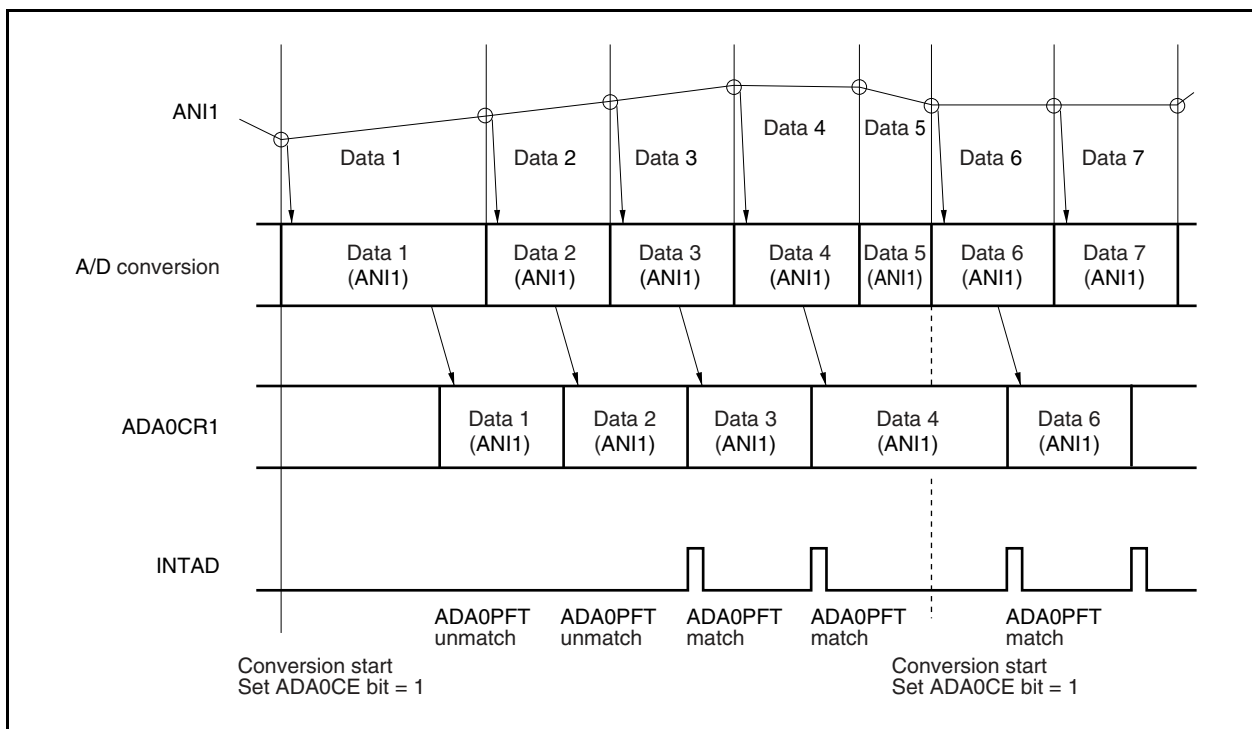 ANI1
Data 1
Data 2
Data 3
Data 4
Data 5
Data 6
Data 7
A/D conversion
Data 1
(ANI1)
Data 2
(ANI1)
Data 3
(ANI1)
Data 4
(ANI1)
Data 5
(ANI1)
Data 6
(ANI1)
Data 7
(ANI1)
ADA0CR1
Data 1
(ANI1)
Data 2
(ANI1)
Data 3
(ANI1)
Data 4
(ANI1)
Data 6
(ANI1)
INTAD
ADA0PFT
unmatch
ADA0PFT
unmatch
ADA0PFT
match
ADA0PFT
match
ADA0PFT
match
Conversion start
Set ADA0CE bit = 1
Conversion start
Set ADA0CE bit = 1